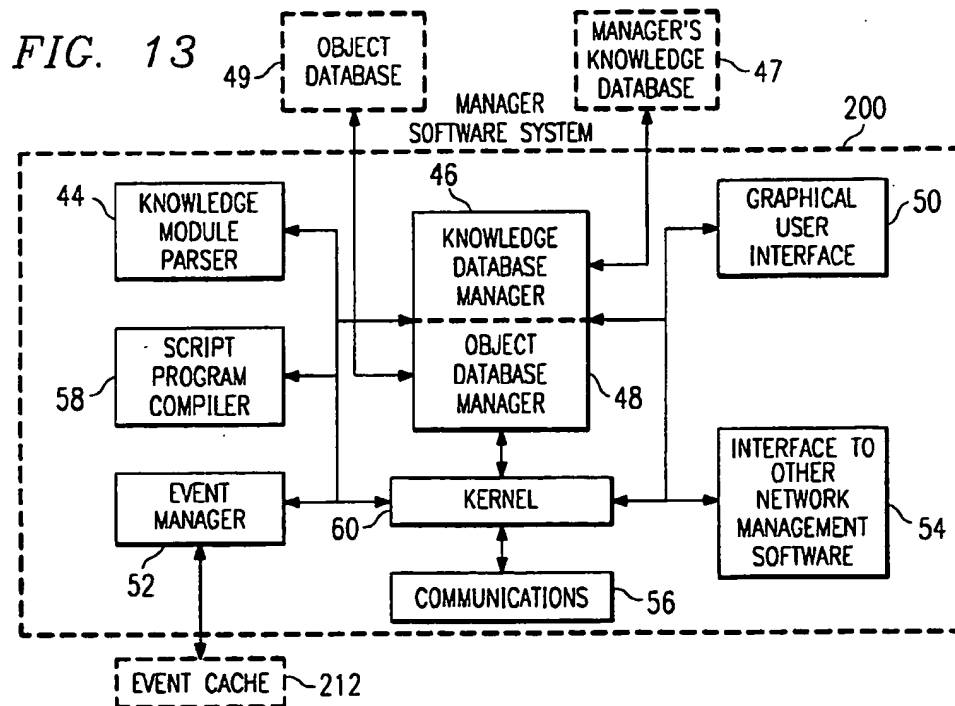 FIG. 13
OBJECT
DATABASE
49
MANAGER'S
KNOWLEDGE
DATABASE
47
MANAGER
SOFTWARE SYSTEM
200
44
KNOWLEDGE
MODULE
PARSER
46
KNOWLEDGE
DATABASE
MANAGER
GRAPHICAL
USER
INTERFACE
50
SCRIPT
PROGRAM
COMPILER
58
OBJECT
DATABASE
MANAGER
48
EVENT
MANAGER
52
KERNEL
60
INTERFACE TO
OTHER
NETWORK
MANAGEMENT
SOFTWARE
54
COMMUNICATIONS
56
EVENT CACHE
212